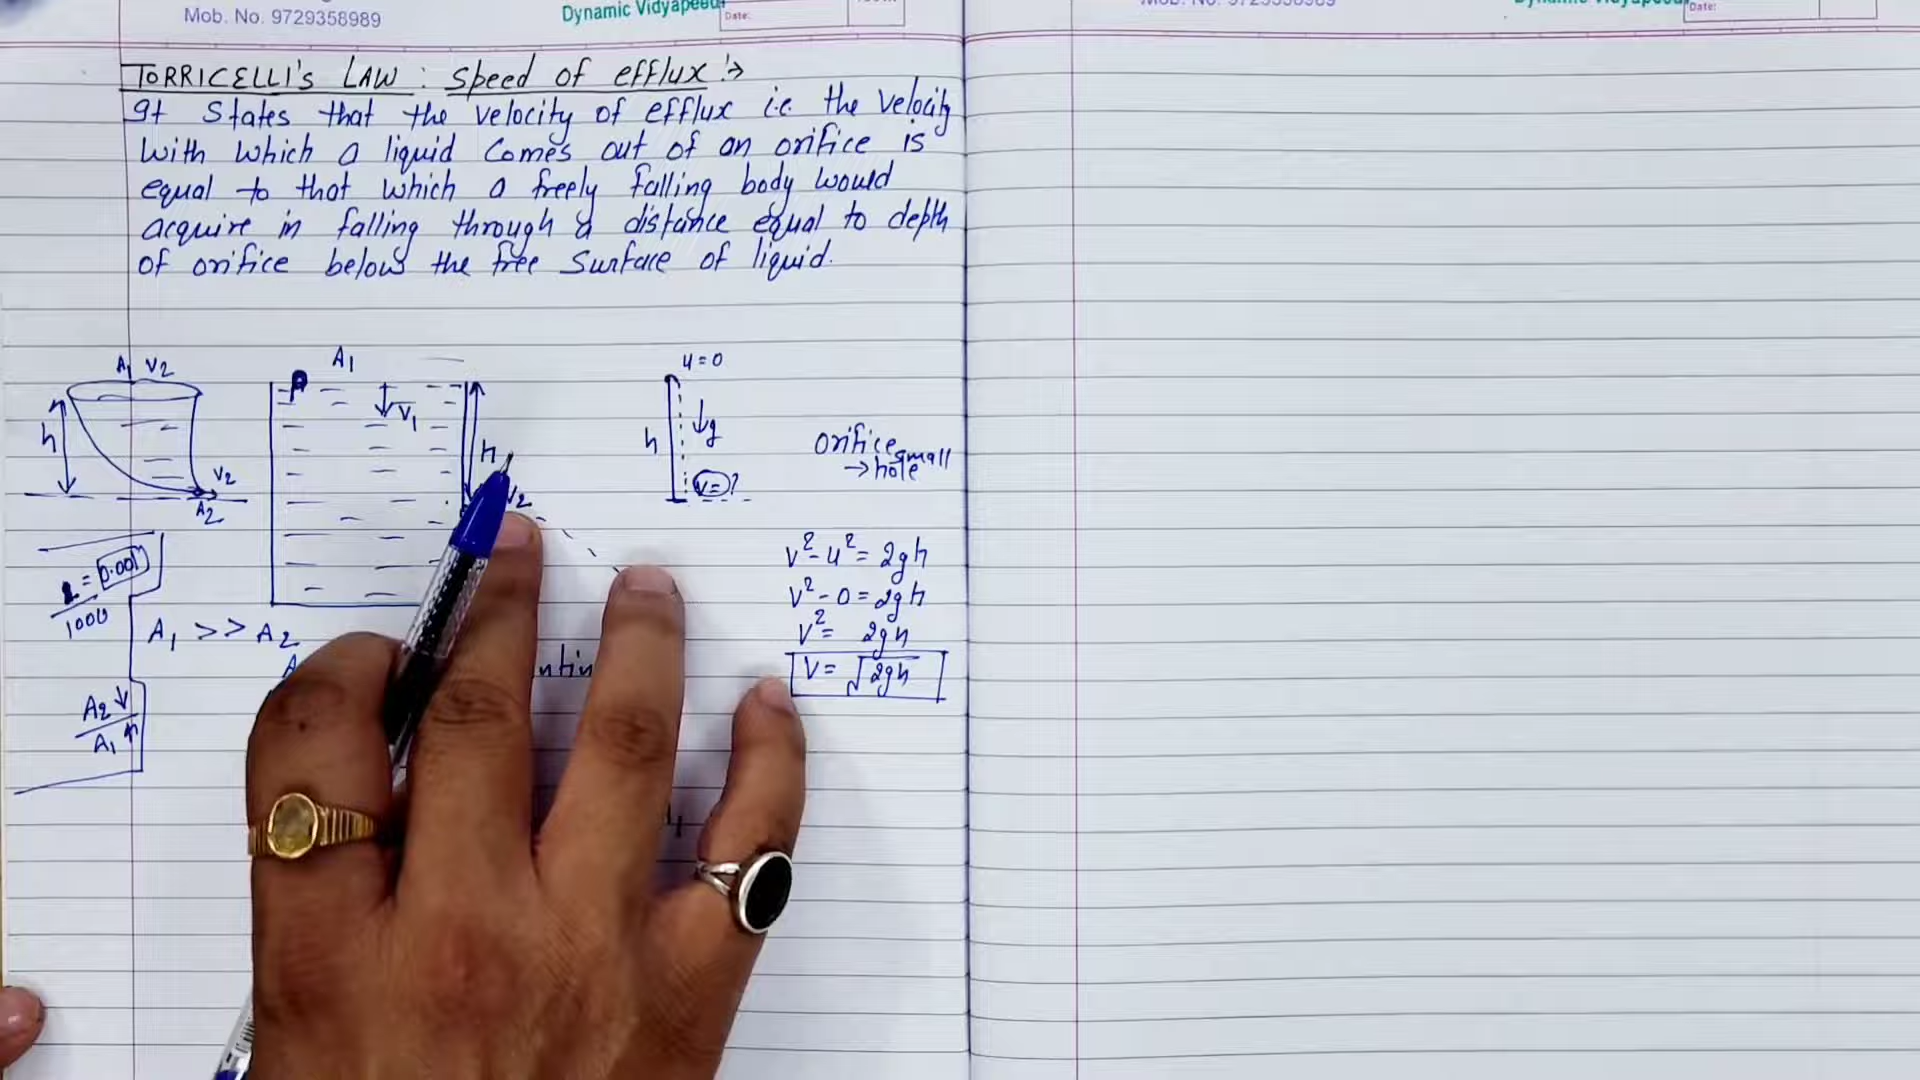 Mob. No. 9729358989
Dynamic Vidyapeeth
Date:
Date:
TORRICELLI's LAW : Speed of efflux :→
It states that the velocity of efflux i.e. the velocity
with which a liquid comes out of an orifice is
equal to that which a freely falling body would
acquire in falling through a distance equal to depth
of orifice below the free surface of liquid.
A1 V2
h
V2
A2
A1
P
V1
h
V2
u=0
h
↓g
V=?
Orifice
→ small hole
V²-u² = 2gh
V²-0 = 2gh
V² = 2gh
V = √2gh
1/1000 = 0.001
A1 >> A2
A2↓/A1↑